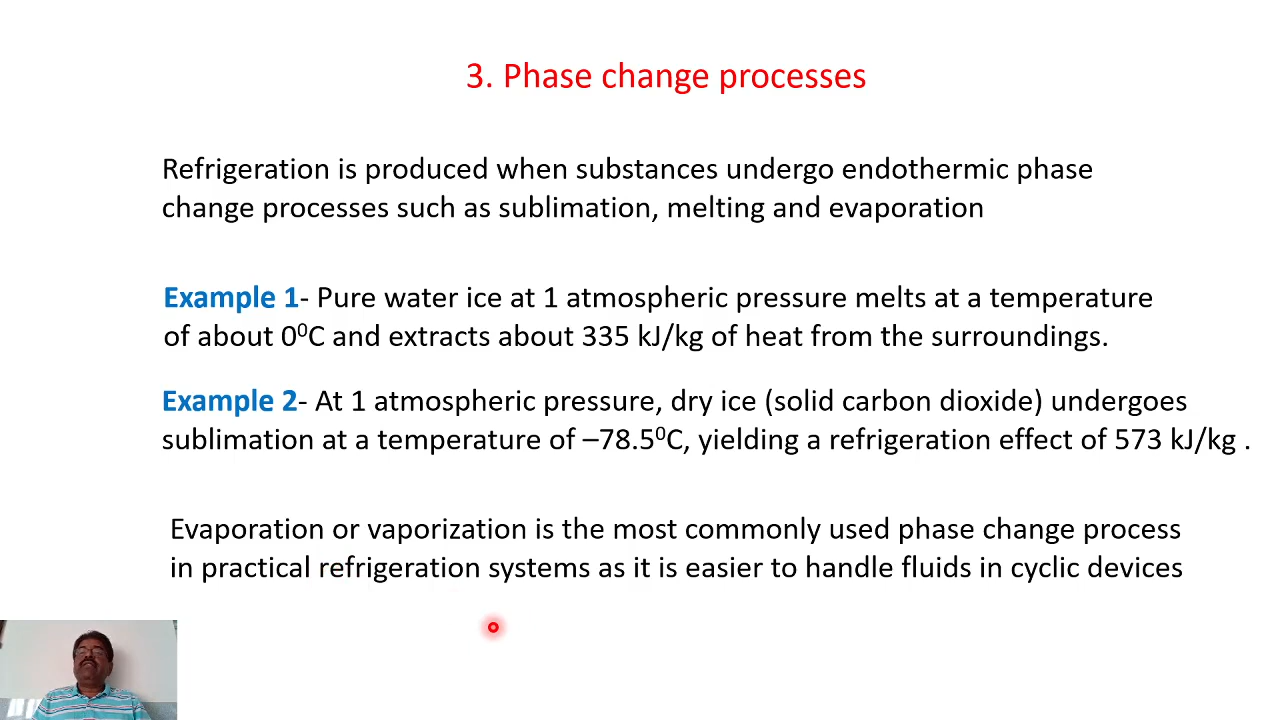 3. Phase change processes
Refrigeration is produced when substances undergo endothermic phase
change processes such as sublimation, melting and evaporation
Example 1- Pure water ice at 1 atmospheric pressure melts at a temperature
of about 0⁰C and extracts about 335 kJ/kg of heat from the surroundings.
Example 2- At 1 atmospheric pressure, dry ice (solid carbon dioxide) undergoes
sublimation at a temperature of –78.5⁰C, yielding a refrigeration effect of 573 kJ/kg .
Evaporation or vaporization is the most commonly used phase change process
in practical refrigeration systems as it is easier to handle fluids in cyclic devices